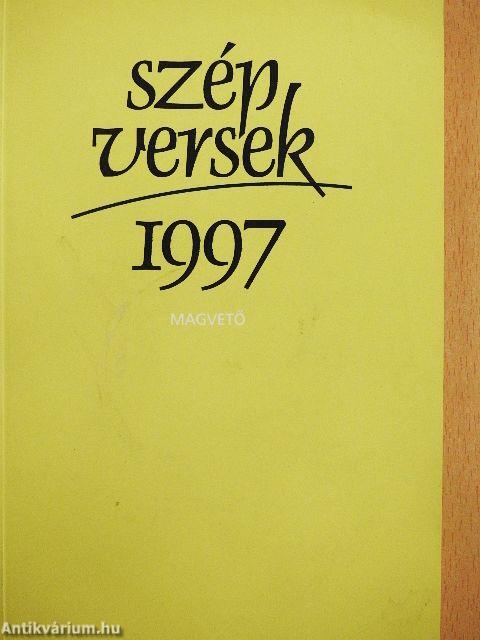 szép
versek
1997
MAGVETŐ
Antikvárium.hu